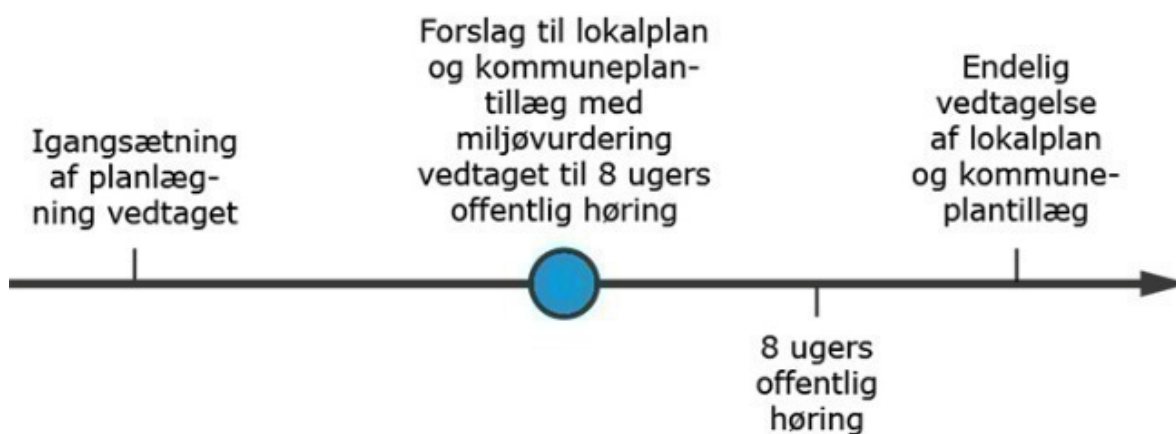 Igangsætning
af planlæg-
ning vedtaget
Forslag til lokalplan
og kommuneplan-
tillæg med
miljøvurdering
vedtaget til 8 ugers
offentlig høring
8 ugers
offentlig
høring
Endelig
vedtagelse
af lokalplan
og kommune-
plantillæg